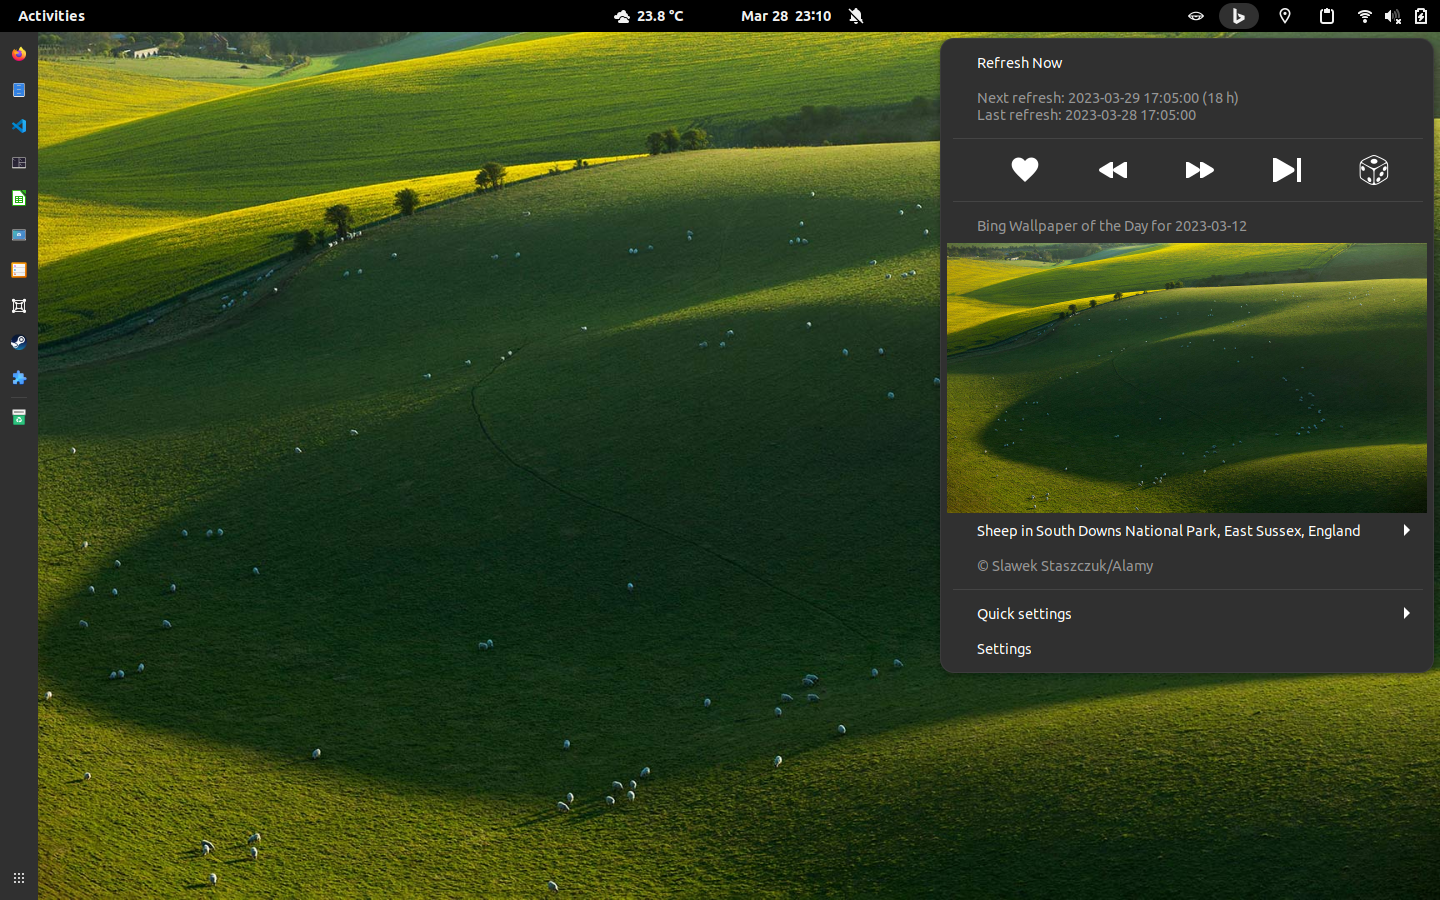 Activities
23.8 °C
Mar 28 23:10
Refresh Now
Next refresh: 2023-03-29 17:05:00 (18 h)
Last refresh: 2023-03-28 17:05:00
Bing Wallpaper of the Day for 2023-03-12
Sheep in South Downs National Park, East Sussex, England
© Slawek Staszczuk/Alamy
Quick settings
Settings